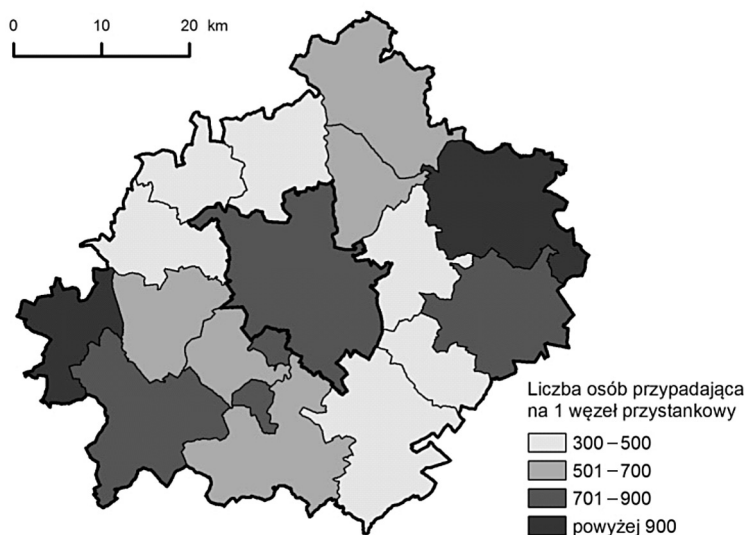 0 10 20 km
Liczba osób przypadająca
na 1 węzeł przystankowy
300 – 500
501 – 700
701 – 900
powyżej 900